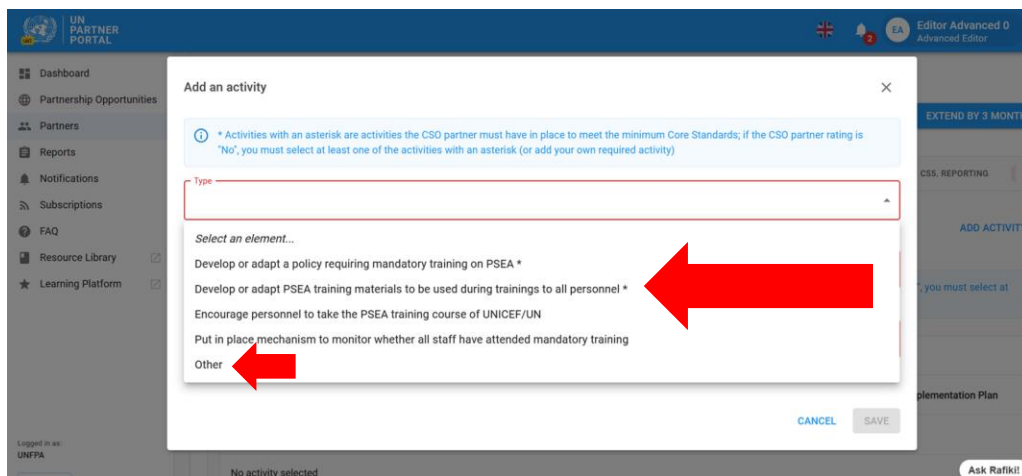 UN
PARTNER
PORTAL
2
EA
Editor Advanced 0
Advanced Editor
Dashboard
Partnership Opportunities
Partners
Reports
Notifications
Subscriptions
FAQ
Resource Library
Learning Platform
Logged in as:
UNFPA
Add an activity
* Activities with an asterisk are activities the CSO partner must have in place to meet the minimum Core Standards; if the CSO partner rating is
"No", you must select at least one of the activities with an asterisk (or add your own required activity)
Type
Select an element...
Develop or adapt a policy requiring mandatory training on PSEA *
Develop or adapt PSEA training materials to be used during trainings to all personnel *
Encourage personnel to take the PSEA training course of UNICEF/UN
Put in place mechanism to monitor whether all staff have attended mandatory training
Other
CANCEL
SAVE
EXTEND BY 3 MONT
CS5. REPORTING
ADD ACTIVIT
", you must select at
plementation Plan
No activity selected
Ask Rafiki!